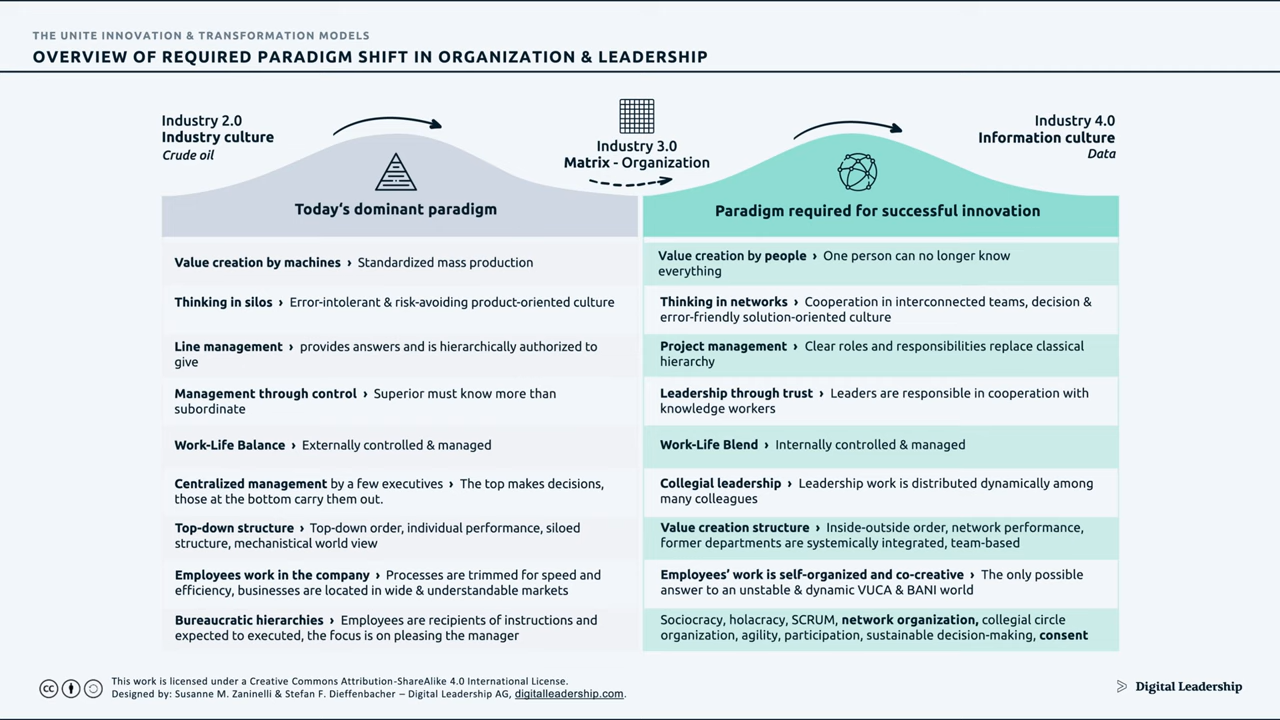 THE UNITE INNOVATION & TRANSFORMATION MODELS
OVERVIEW OF REQUIRED PARADIGM SHIFT IN ORGANIZATION & LEADERSHIP
Industry 2.0
Industry culture
Crude oil
Industry 3.0
Matrix - Organization
Industry 4.0
Information culture
Data
Today's dominant paradigm
Paradigm required for successful innovation
Value creation by machines › Standardized mass production
Value creation by people › One person can no longer know
everything
Thinking in silos › Error-intolerant & risk-avoiding product-oriented culture
Thinking in networks › Cooperation in interconnected teams, decision &
error-friendly solution-oriented culture
Line management › provides answers and is hierarchically authorized to
give
Project management › Clear roles and responsibilities replace classical
hierarchy
Management through control › Superior must know more than
subordinate
Leadership through trust › Leaders are responsible in cooperation with
knowledge workers
Work-Life Balance › Externally controlled & managed
Work-Life Blend › Internally controlled & managed
Centralized management by a few executives › The top makes decisions,
those at the bottom carry them out.
Collegial leadership › Leadership work is distributed dynamically among
many colleagues
Top-down structure › Top-down order, individual performance, siloed
structure, mechanistical world view
Value creation structure › Inside-outside order, network performance,
former departments are systemically integrated, team-based
Employees work in the company › Processes are trimmed for speed and
efficiency, businesses are located in wide & understandable markets
Employees' work is self-organized and co-creative › The only possible
answer to an unstable & dynamic VUCA & BANI world
Bureaucratic hierarchies › Employees are recipients of instructions and
expected to executed, the focus is on pleasing the manager
Sociocracy, holacracy, SCRUM, network organization, collegial circle
organization, agility, participation, sustainable decision-making, consent
This work is licensed under a Creative Commons Attribution-ShareAlike 4.0 International License.
Designed by: Susanne M. Zaninelli & Stefan F. Dieffenbacher – Digital Leadership AG, digitalleadership.com.
cc
Digital Leadership